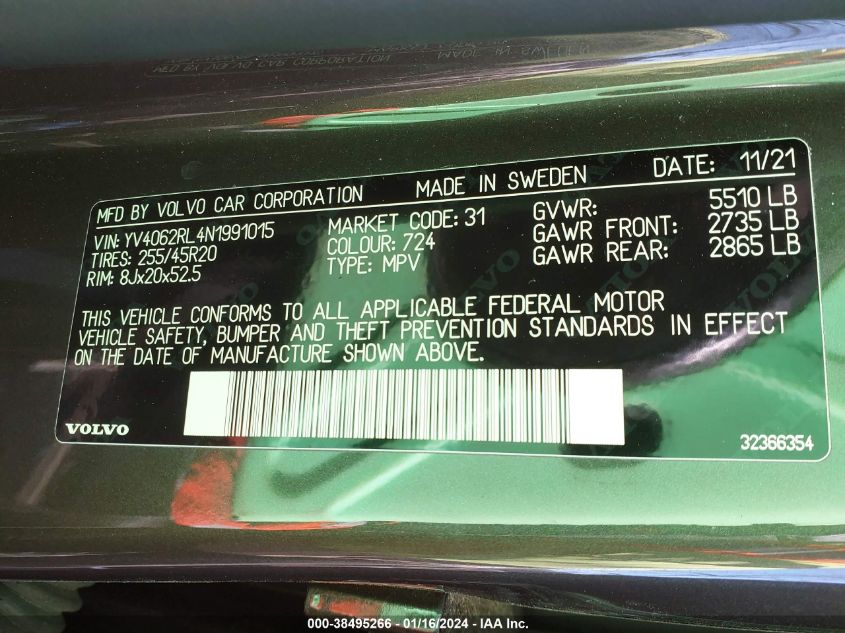 MFD BY VOLVO CAR CORPORATION MADE IN SWEDEN DATE: 11/21
VIN: YV4062RL4N1991015 MARKET CODE: 31 GVWR: 5510 LB
TIRES: 255/45R20 COLOUR: 724 GAWR FRONT: 2735 LB
RIM: 8Jx20x52.5 TYPE: MPV GAWR REAR: 2865 LB
THIS VEHICLE CONFORMS TO ALL APPLICABLE FEDERAL MOTOR
VEHICLE SAFETY, BUMPER AND THEFT PREVENTION STANDARDS IN EFFECT
ON THE DATE OF MANUFACTURE SHOWN ABOVE.
VOLVO 32366354
000-38495266 - 01/16/2024 - IAA Inc.